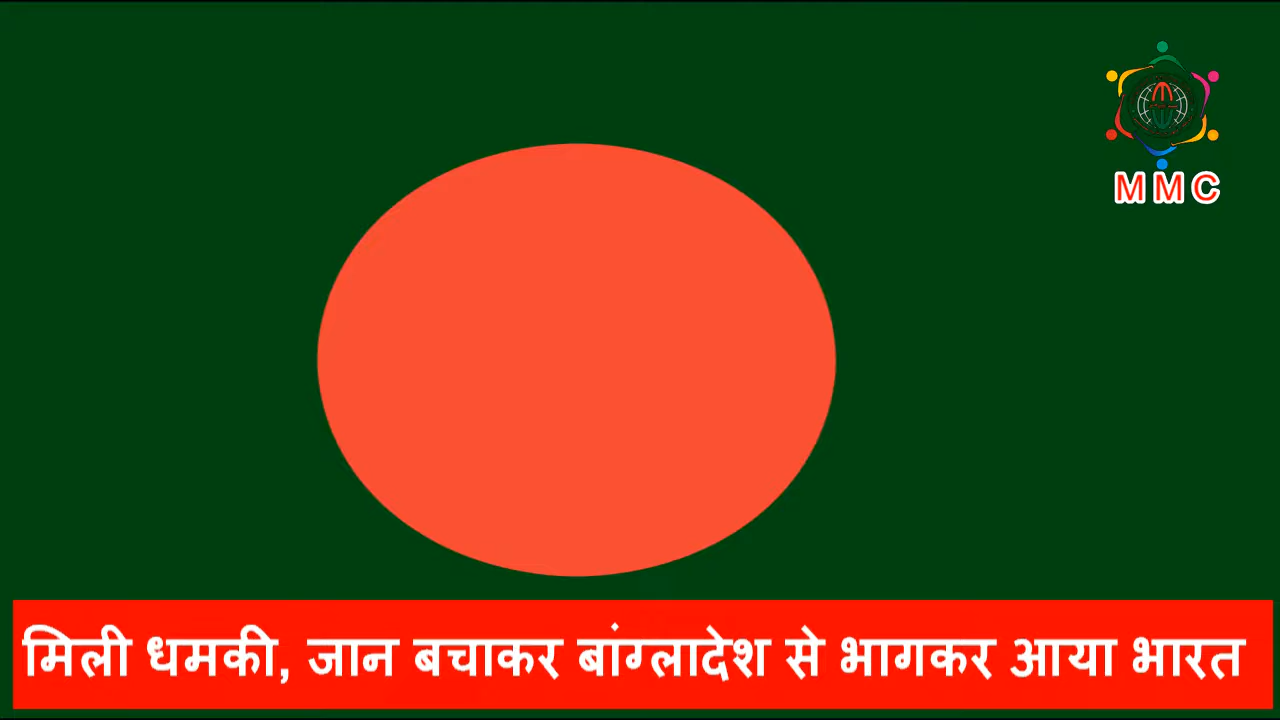 MMC
मिली धमकी, जान बचाकर बांग्लादेश से भागकर आया भारत